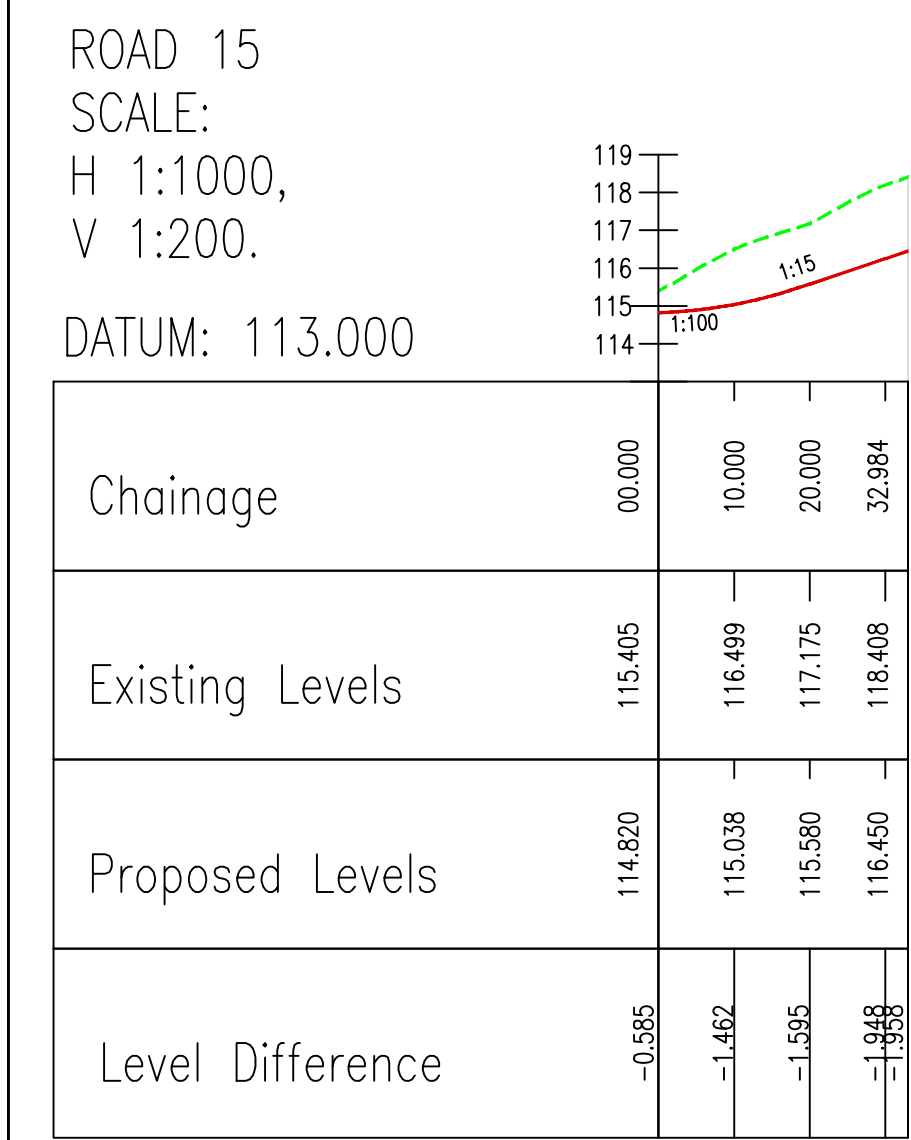 ROAD 15
SCALE:
H 1:1000,
V 1:200.
DATUM: 113.000
119
118
117
116
115
114
1:15
1:100
Chainage 00.000 10.000 20.000 32.984
Existing Levels 115.405 116.499 117.175 118.408
Proposed Levels 114.820 115.038 115.580 116.450
Level Difference -0.585 -1.462 -1.595 -1.948 -1.958